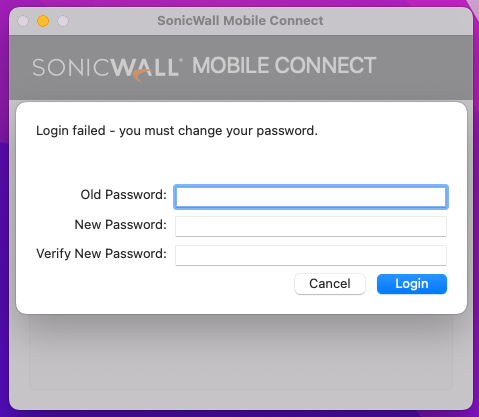 SonicWall Mobile Connect
SONICWALL® MOBILE CONNECT
Login failed - you must change your password.
Old Password:
New Password:
Verify New Password:
Cancel Login